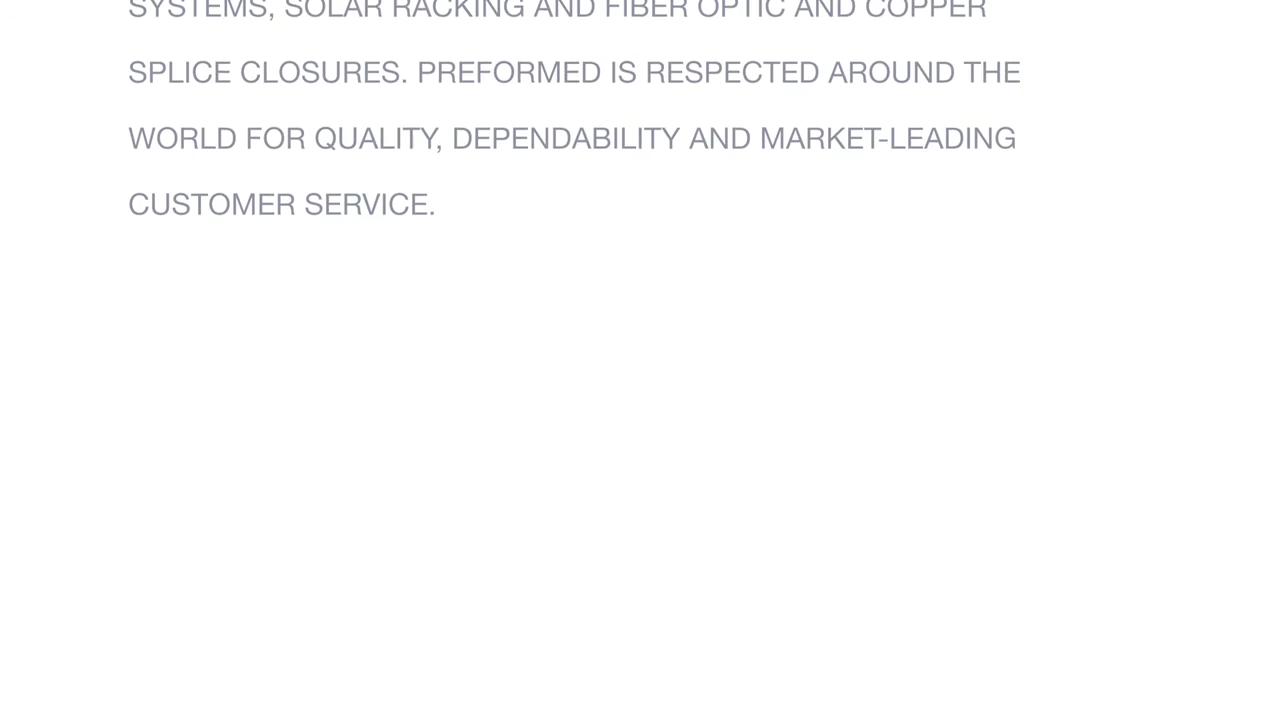 SYSTEMS, SOLAR RACKING AND FIBER OPTIC AND COPPER
SPLICE CLOSURES. PREFORMED IS RESPECTED AROUND THE
WORLD FOR QUALITY, DEPENDABILITY AND MARKET-LEADING
CUSTOMER SERVICE.